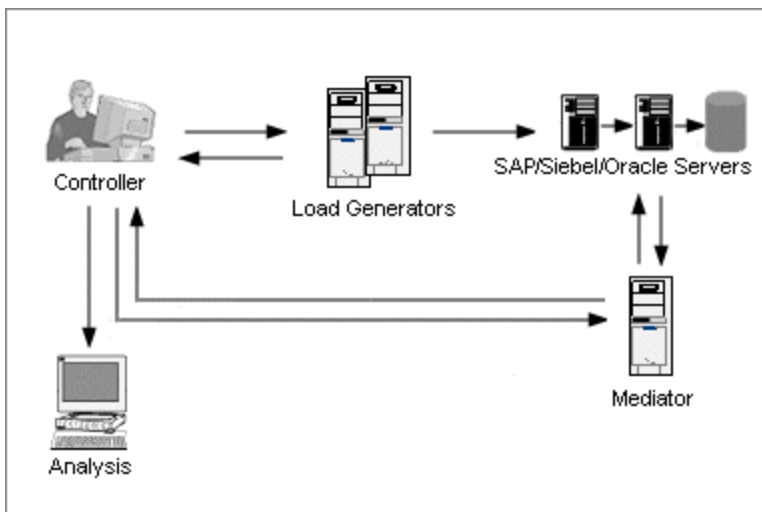 Controller
Load Generators
SAP/Siebel/Oracle Servers
Mediator
Analysis